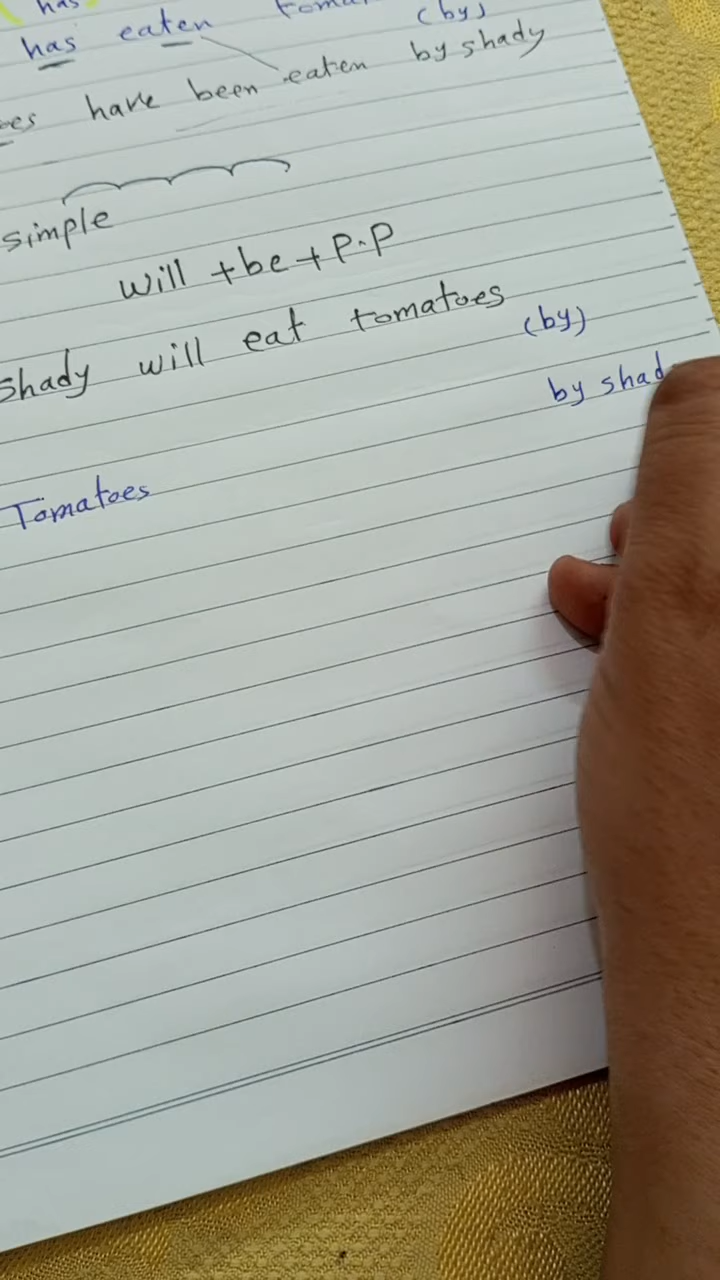 has
has eaten (by)
have been eaten by shady
simple
will + be + P.P
Shady will eat tomatoes
(by)
by shad
Tomatoes